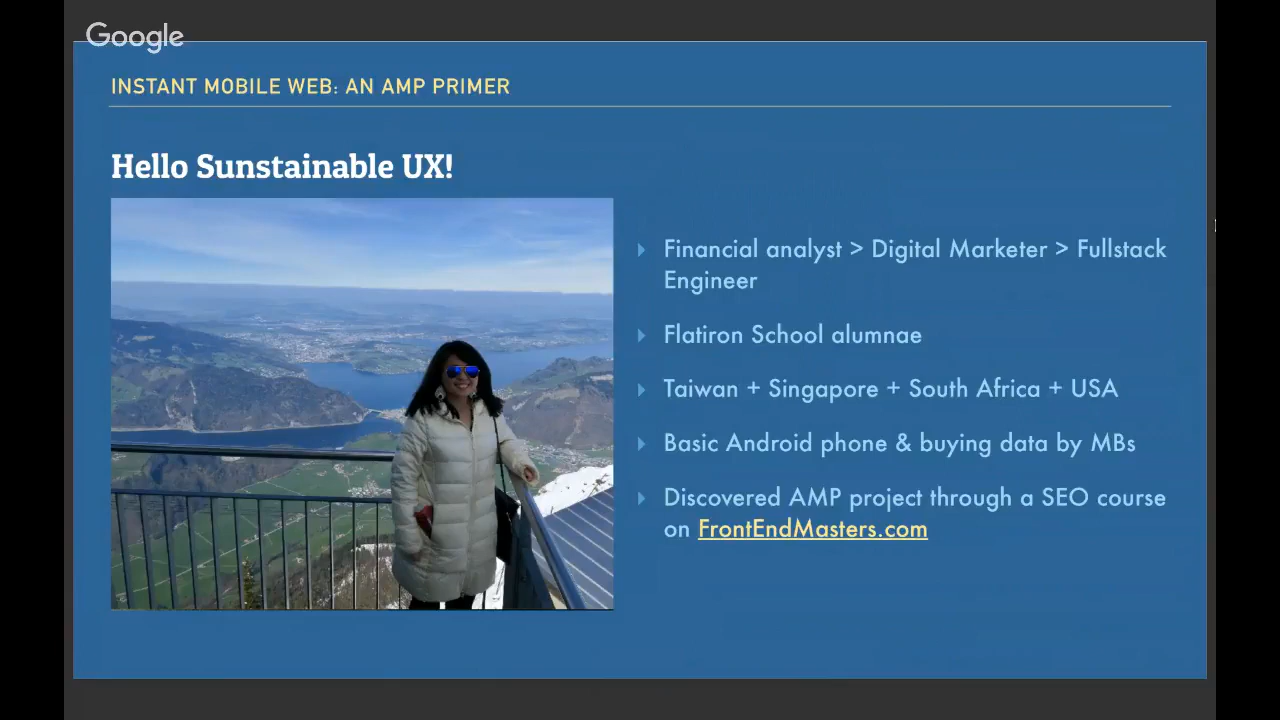 Google
INSTANT MOBILE WEB: AN AMP PRIMER
Hello Sunstainable UX!
Financial analyst > Digital Marketer > Fullstack
Engineer
Flatiron School alumnae
Taiwan + Singapore + South Africa + USA
Basic Android phone & buying data by MBs
Discovered AMP project through a SEO course
on FrontEndMasters.com